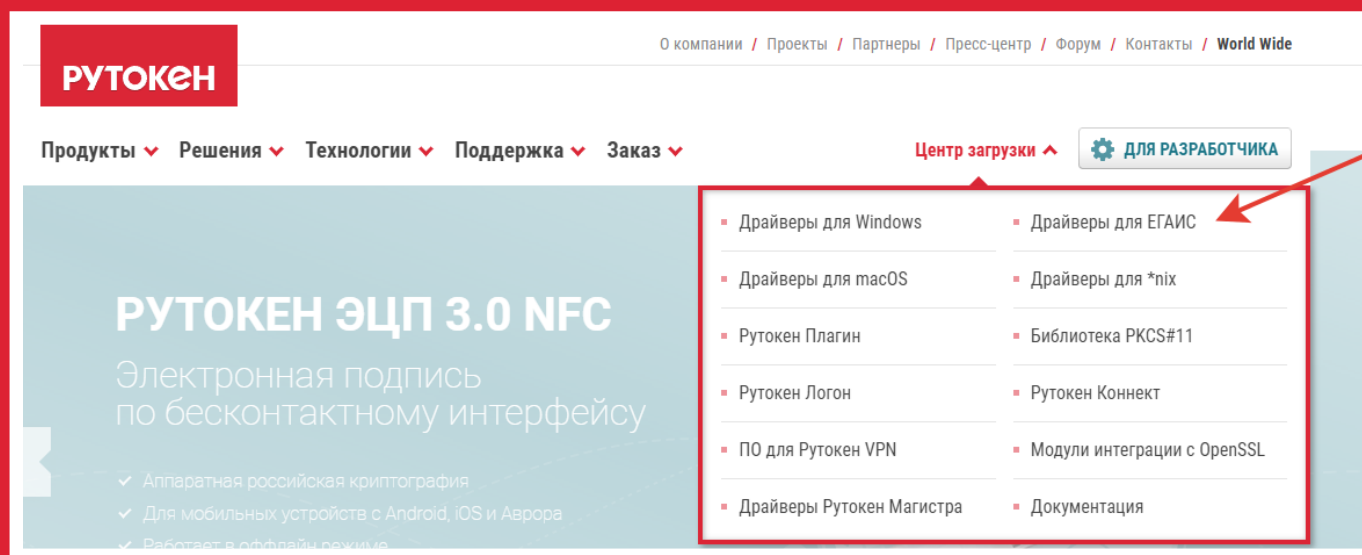 О компании / Проекты / Партнеры / Пресс-центр / Форум / Контакты / World Wide
РУТОКЕН
Продукты Решения Технологии Поддержка Заказ Центр загрузки ДЛЯ РАЗРАБОТЧИКА
Драйверы для Windows Драйверы для ЕГАИС
Драйверы для macOS Драйверы для *nix
Рутокен Плагин Библиотека PKCS#11
Рутокен Логон Рутокен Коннект
ПО для Рутокен VPN Модули интеграции с OpenSSL
Драйверы Рутокен Магистра Документация
РУТОКЕН ЭЦП 3.0 NFC
Электронная подпись
по бесконтактному интерфейсу
Аппаратная российская криптография
Для мобильных устройств с Android, iOS и Аврора
Работает в оффлайн режиме